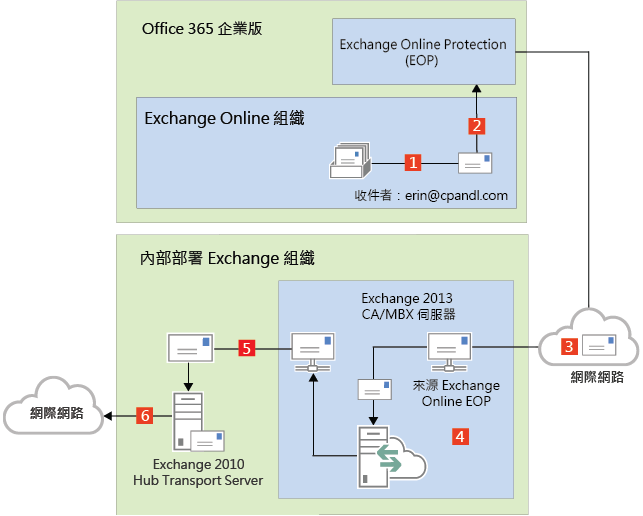 Office 365 企業版
Exchange Online Protection
(EOP)
Exchange Online 組織
2
1
收件者：erin@cpandl.com
內部部署 Exchange 組織
Exchange 2013
CA/MBX 伺服器
5
3
網際網路
來源 Exchange
Online EOP
4
網際網路
6
Exchange 2010
Hub Transport Server